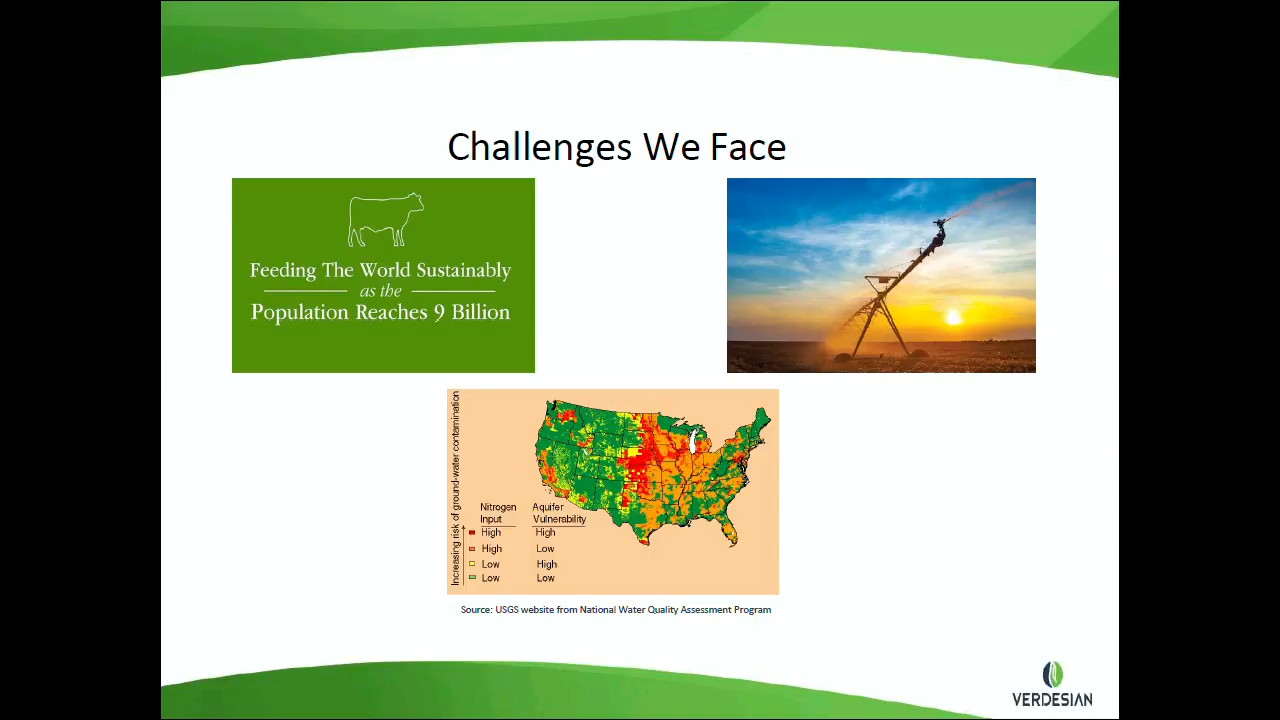 Challenges We Face
Feeding The World Sustainably
as the
Population Reaches 9 Billion
Increasing risk of ground-water contamination
Nitrogen Input
Aquifer Vulnerability
High High
High Low
Low High
Low Low
Source: USGS website from National Water Quality Assessment Program
VERDESIAN